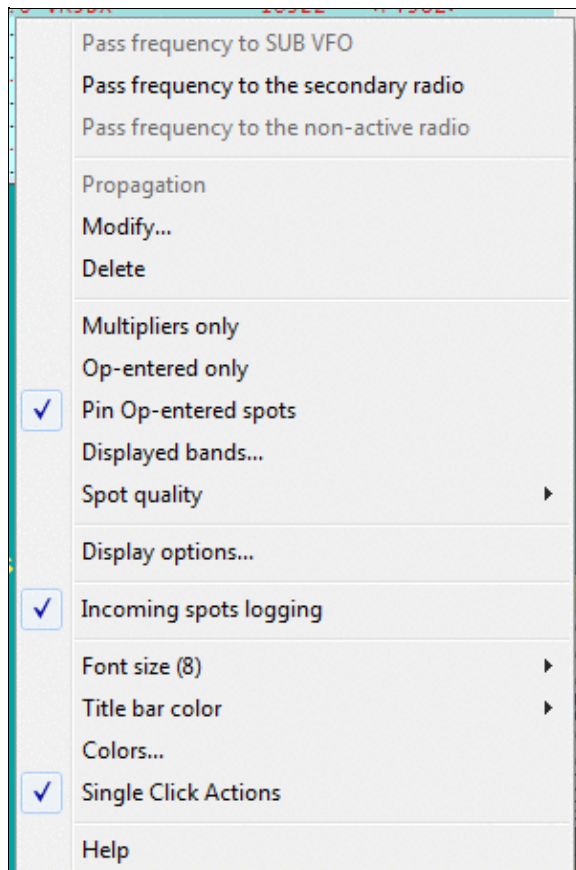 Pass frequency to SUB VFO
Pass frequency to the secondary radio
Pass frequency to the non-active radio
Propagation
Modify...
Delete
Multipliers only
Op-entered only
Pin Op-entered spots
Displayed bands...
Spot quality
Display options...
Incoming spots logging
Font size (8)
Title bar color
Colors...
Single Click Actions
Help